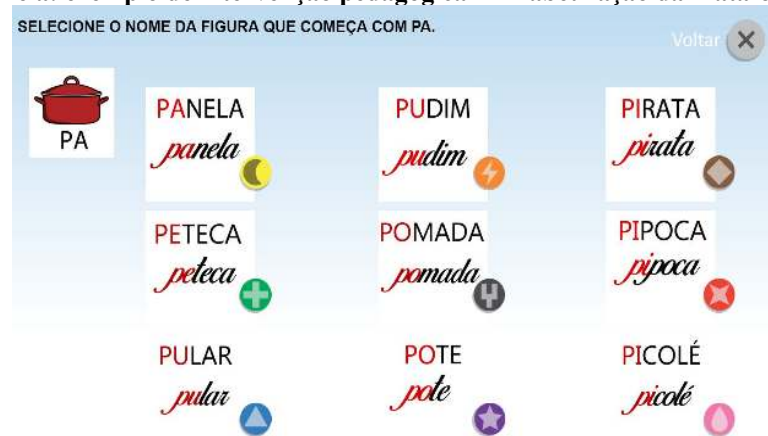 SELECIONE O NOME DA FIGURA QUE COMEÇA COM PA.
Voltar
PA
PANELA
panela
PUDIM
pudim
PIRATA
pirata
PETECA
peteca
POMADA
pomada
PIPOCA
pipoca
PULAR
pular
POTE
pote
PICOLÉ
picolé